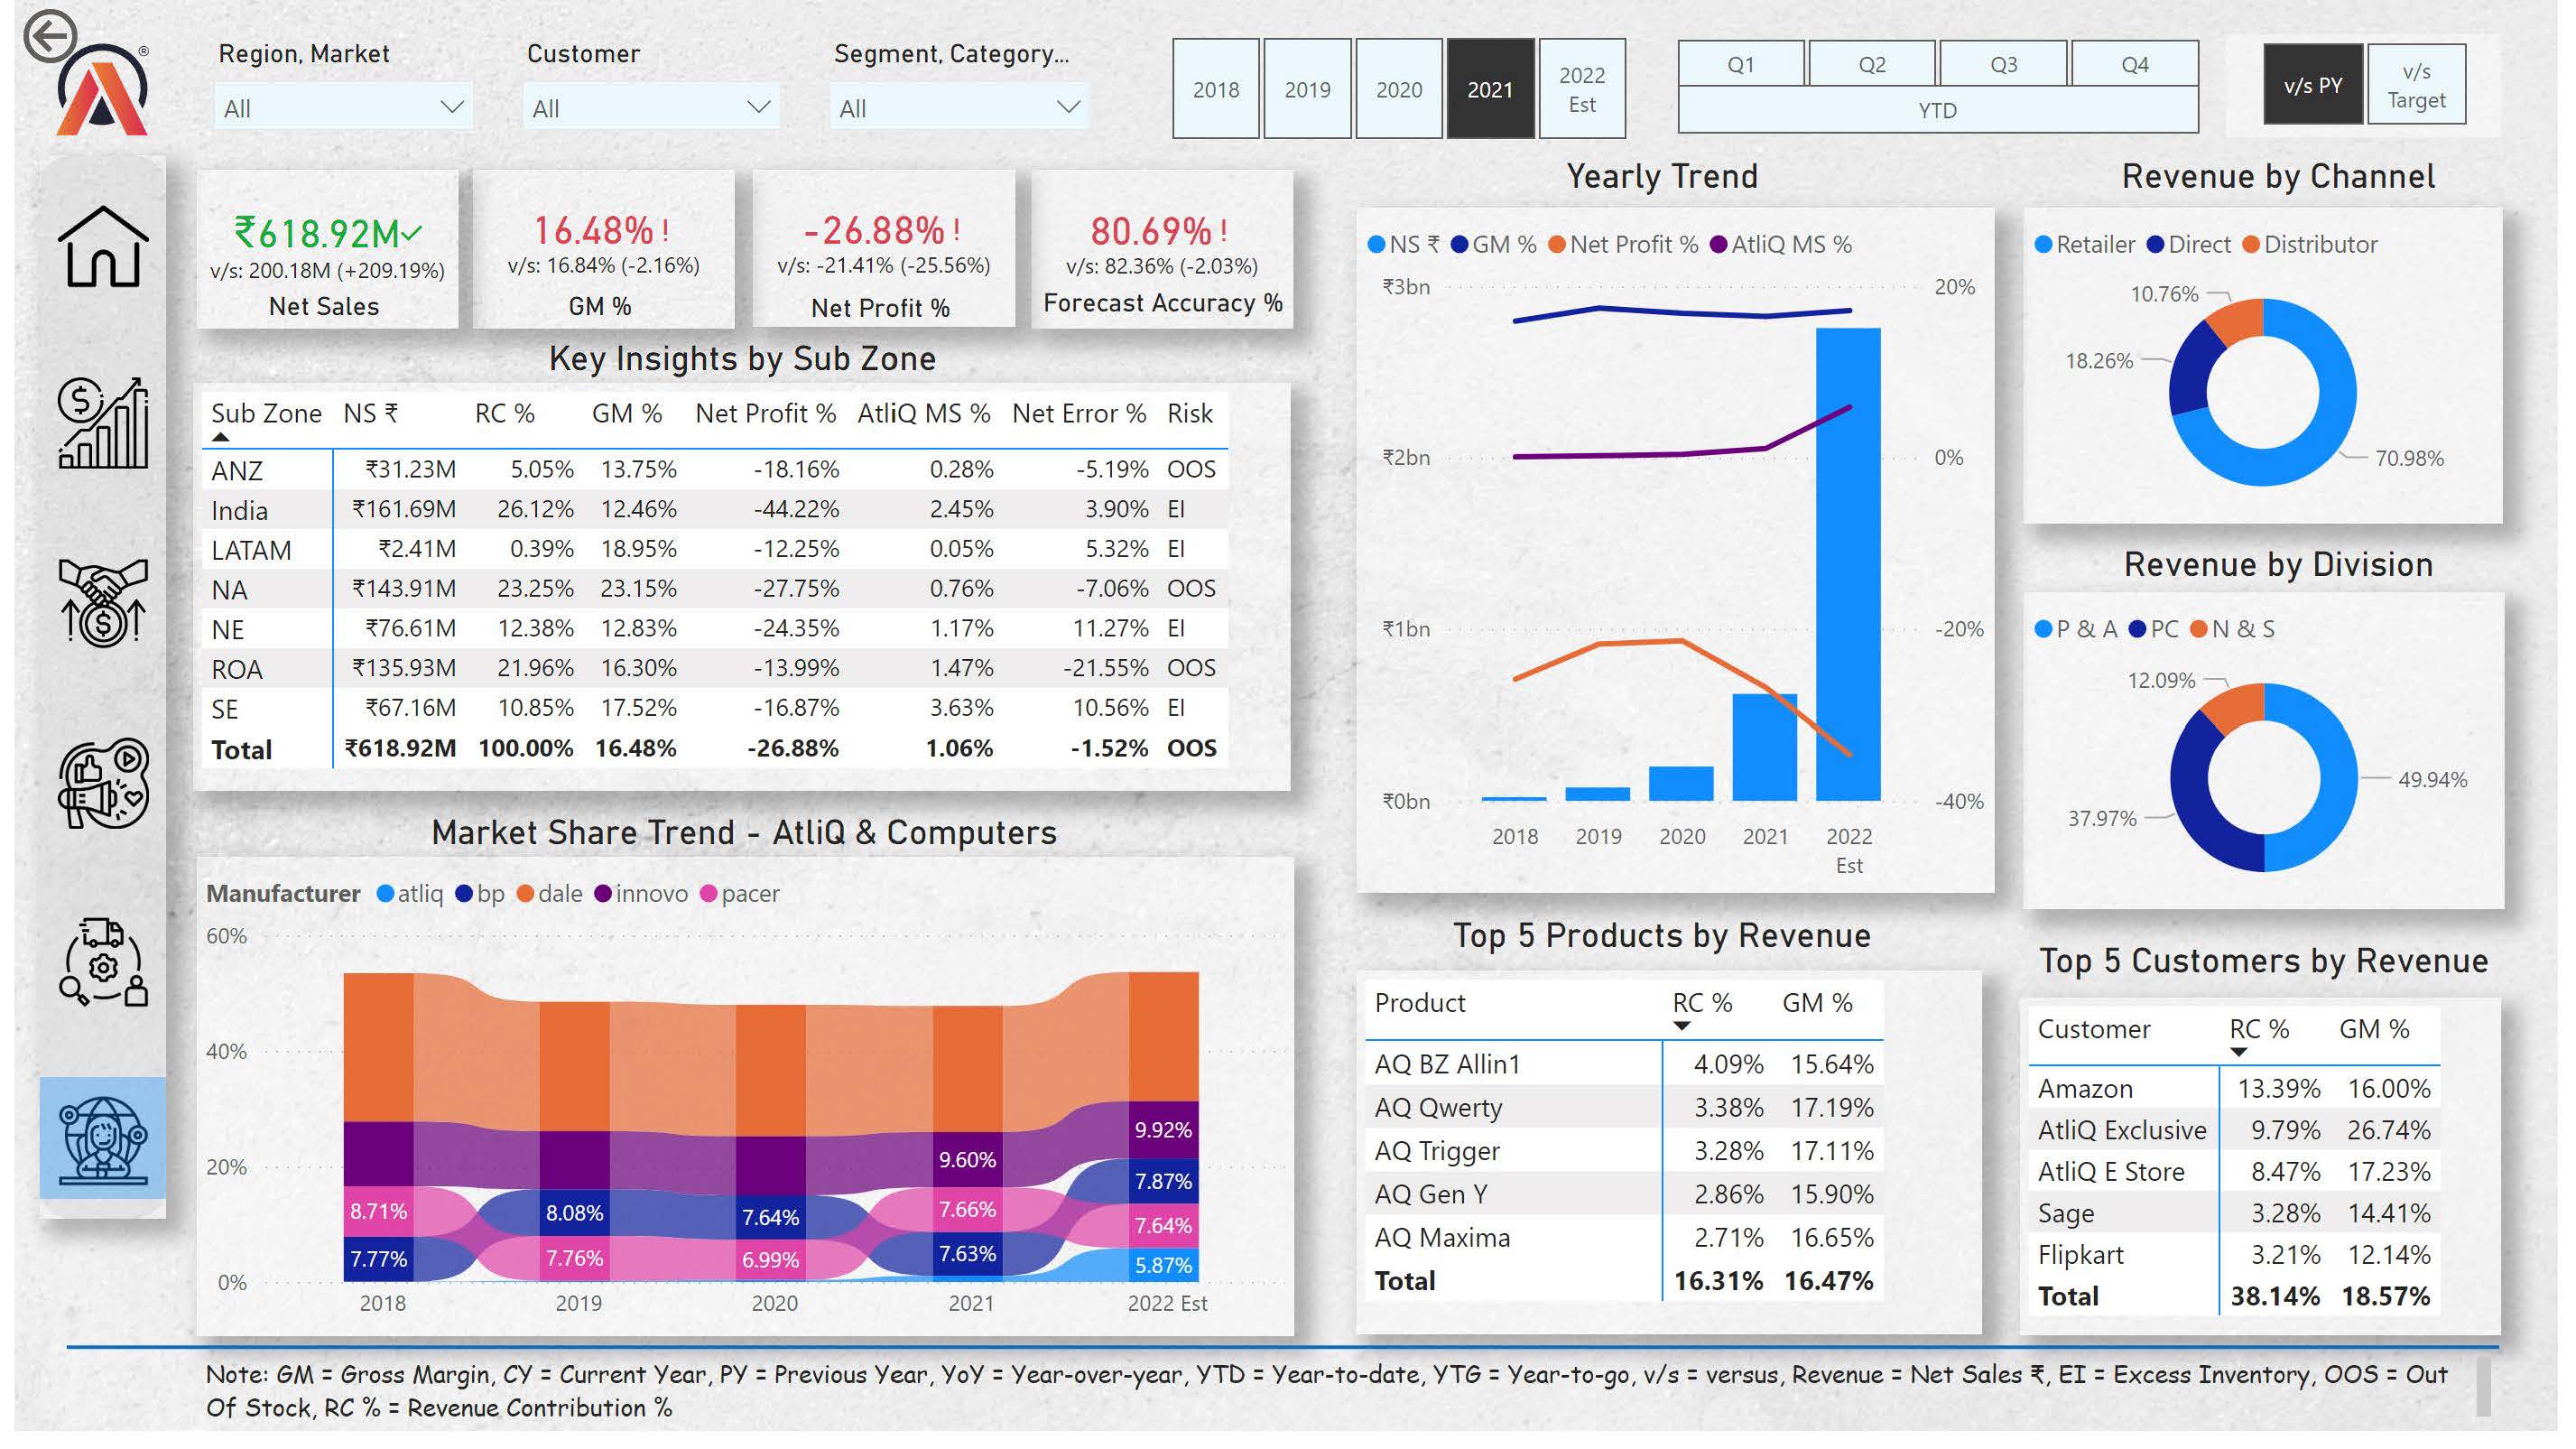 ®
Region, Market
Customer
Segment, Category...
All
All
All
2018
2019
2020
2021
2022
Est
Q1
Q2
Q3
Q4
YTD
v/s PY
v/s
Target
₹618.92M
v/s: 200.18M (+209.19%)
Net Sales
16.48% !
v/s: 16.84% (-2.16%)
GM %
-26.88% !
v/s: -21.41% (-25.56%)
Net Profit %
80.69% !
v/s: 82.36% (-2.03%)
Forecast Accuracy %
Key Insights by Sub Zone
Sub Zone NS ₹ RC % GM % Net Profit % AtliQ MS % Net Error % Risk
ANZ ₹31.23M 5.05% 13.75% -18.16% 0.28% -5.19% OOS
India ₹161.69M 26.12% 12.46% -44.22% 2.45% 3.90% EI
LATAM ₹2.41M 0.39% 18.95% -12.25% 0.05% 5.32% EI
NA ₹143.91M 23.25% 23.15% -27.75% 0.76% -7.06% OOS
NE ₹76.61M 12.38% 12.83% -24.35% 1.17% 11.27% EI
ROA ₹135.93M 21.96% 16.30% -13.99% 1.47% -21.55% OOS
SE ₹67.16M 10.85% 17.52% -16.87% 3.63% 10.56% EI
Total ₹618.92M 100.00% 16.48% -26.88% 1.06% -1.52% OOS
Market Share Trend - AtliQ & Computers
Manufacturer atliq bp dale innovo pacer
60%
40%
20%
0%
8.71%
7.77%
8.08%
7.76%
7.64%
6.99%
9.60%
7.66%
7.63%
9.92%
7.87%
7.64%
5.87%
2018 2019 2020 2021 2022 Est
Yearly Trend
NS ₹ GM % Net Profit % AtliQ MS %
₹3bn 20%
₹2bn 0%
₹1bn -20%
₹0bn -40%
2018 2019 2020 2021 2022
Est
Revenue by Channel
Retailer Direct Distributor
10.76%
18.26%
70.98%
Revenue by Division
P & A PC N & S
12.09%
49.94%
37.97%
Top 5 Products by Revenue
Product RC % GM %
AQ BZ Allin1 4.09% 15.64%
AQ Qwerty 3.38% 17.19%
AQ Trigger 3.28% 17.11%
AQ Gen Y 2.86% 15.90%
AQ Maxima 2.71% 16.65%
Total 16.31% 16.47%
Top 5 Customers by Revenue
Customer RC % GM %
Amazon 13.39% 16.00%
AtliQ Exclusive 9.79% 26.74%
AtliQ E Store 8.47% 17.23%
Sage 3.28% 14.41%
Flipkart 3.21% 12.14%
Total 38.14% 18.57%
Note: GM = Gross Margin, CY = Current Year, PY = Previous Year, YoY = Year-over-year, YTD = Year-to-date, YTG = Year-to-go, v/s = versus, Revenue = Net Sales ₹, EI = Excess Inventory, OOS = Out
Of Stock, RC % = Revenue Contribution %